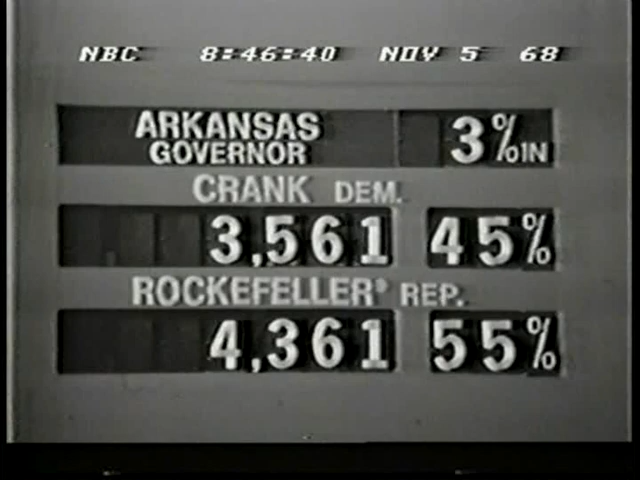 NBC 8:46:40 NOV 5 68
ARKANSAS
GOVERNOR 3% IN
CRANK DEM.
3,561 45%
ROCKEFELLER* REP.
4,361 55%